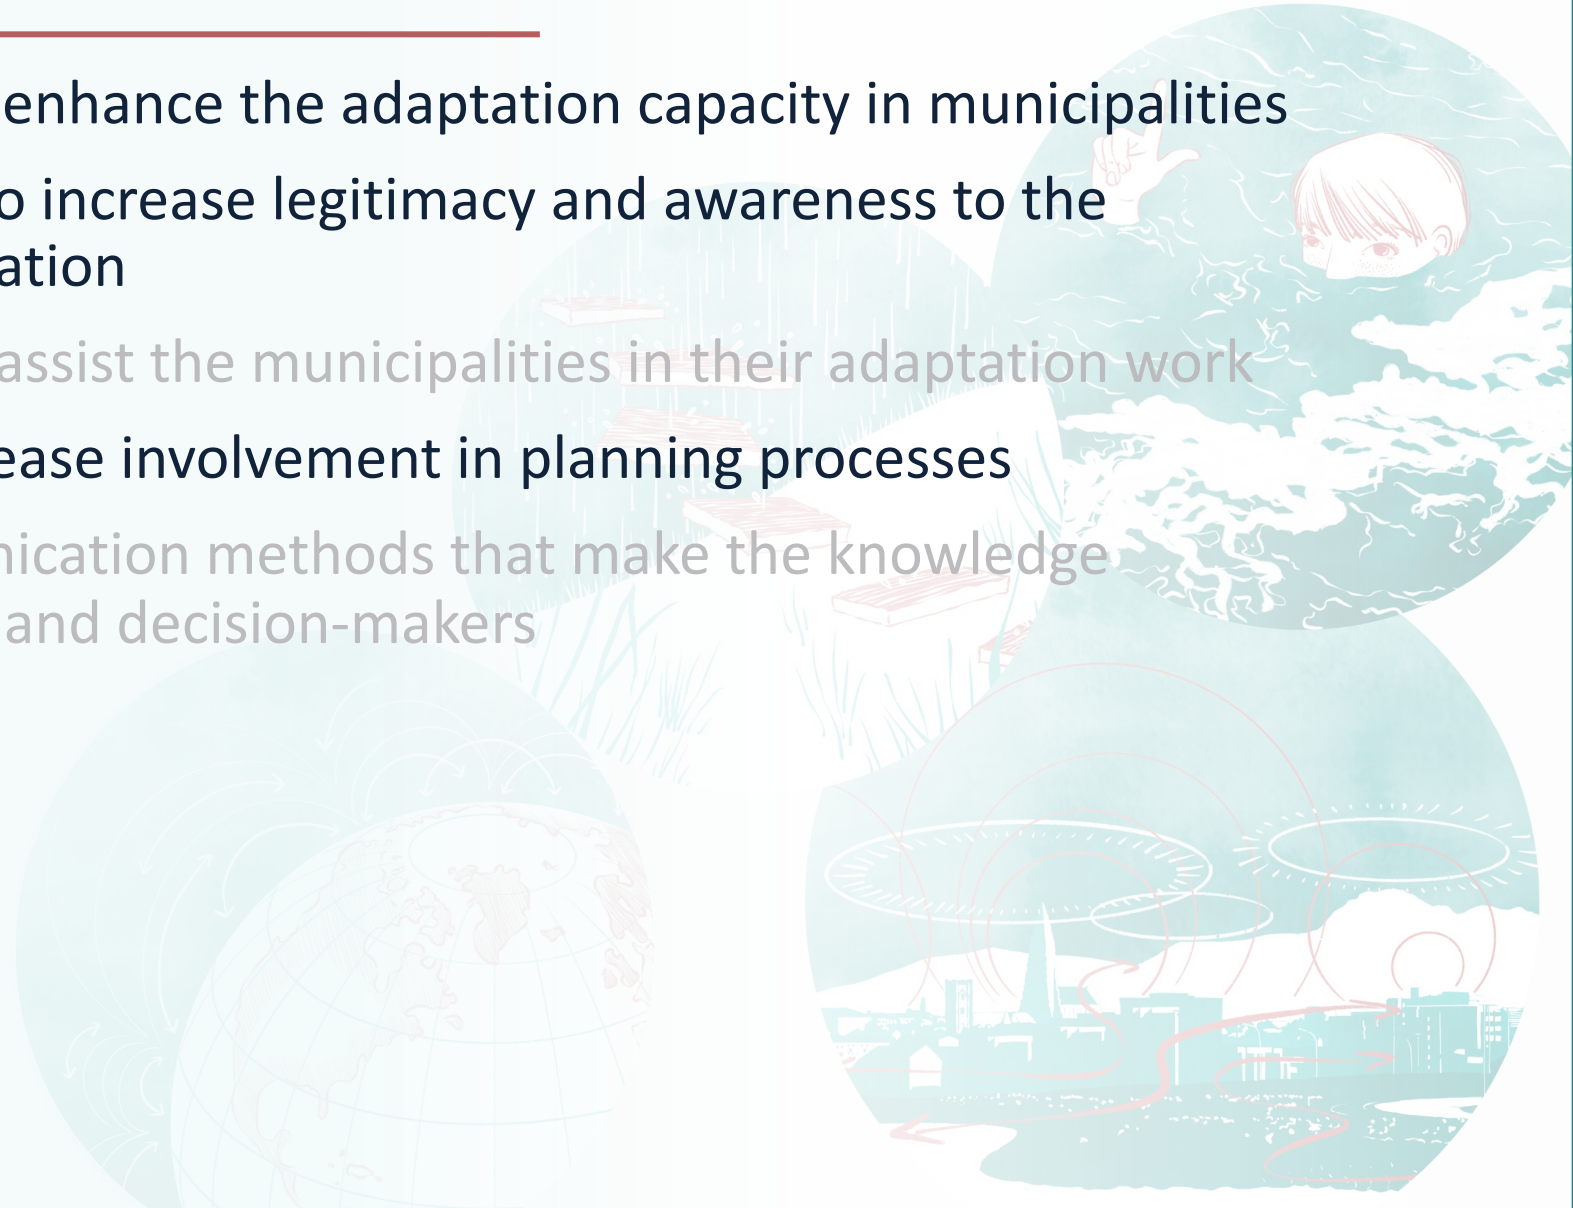 enhance the adaptation capacity in municipalities
o increase legitimacy and awareness to the
ation
assist the municipalities in their adaptation work
ease involvement in planning processes
nication methods that make the knowledge
and decision-makers